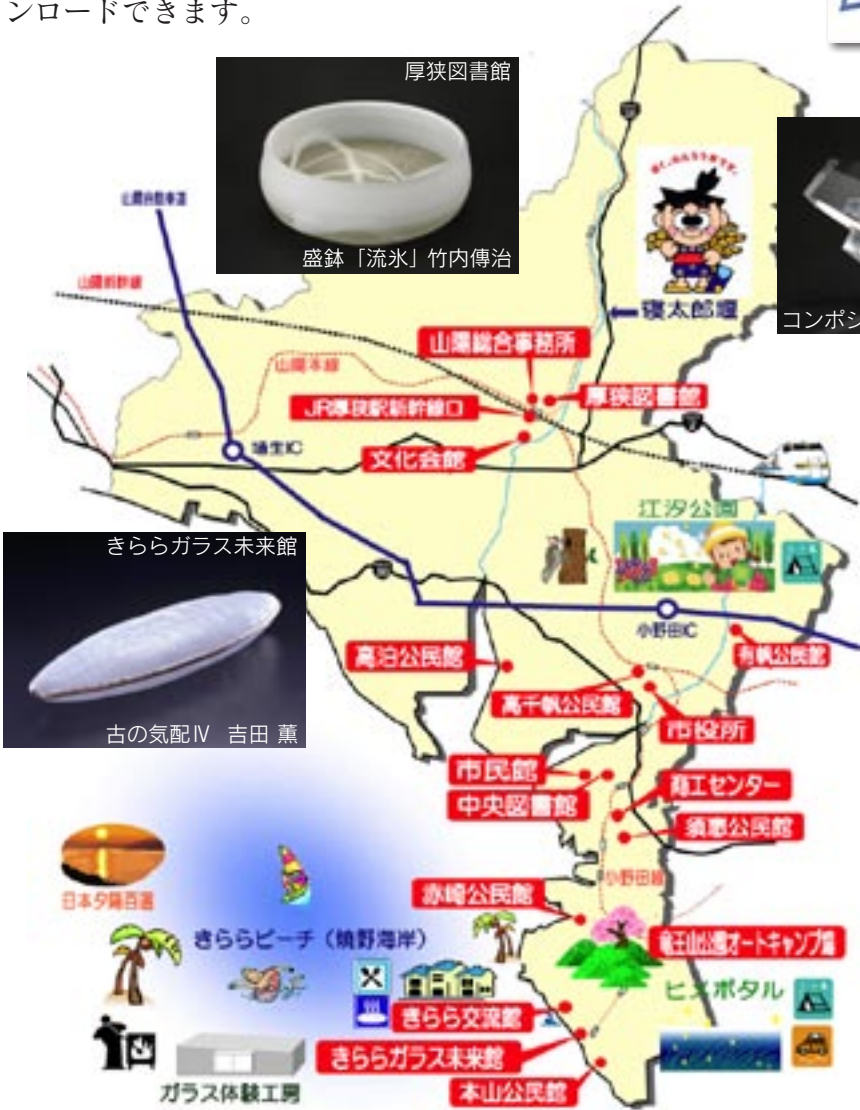 ンロードできます。
厚狭図書館
盛鉢「流氷」竹内傳治
山陽自動車道
山陽新幹線
寝太郎堰
コンポジ
山陽総合事務所
山陽本線
厚狭図書館
JR厚狭駅新幹線口
埴生IC
文化会館
江汐公園
きららガラス未来館
古の気配Ⅳ 吉田 薫
小野田IC
有帆公民館
高泊公民館
高千帆公民館
市役所
市民館
中央図書館
商工センター
須恵公民館
小野田線
日本夕陽百選
赤崎公民館
きららビーチ（焼野海岸）
竜王山公園オートキャンプ場
ヒメボタル
きらら交流館
きららガラス未来館
ガラス体験工房
本山公民館